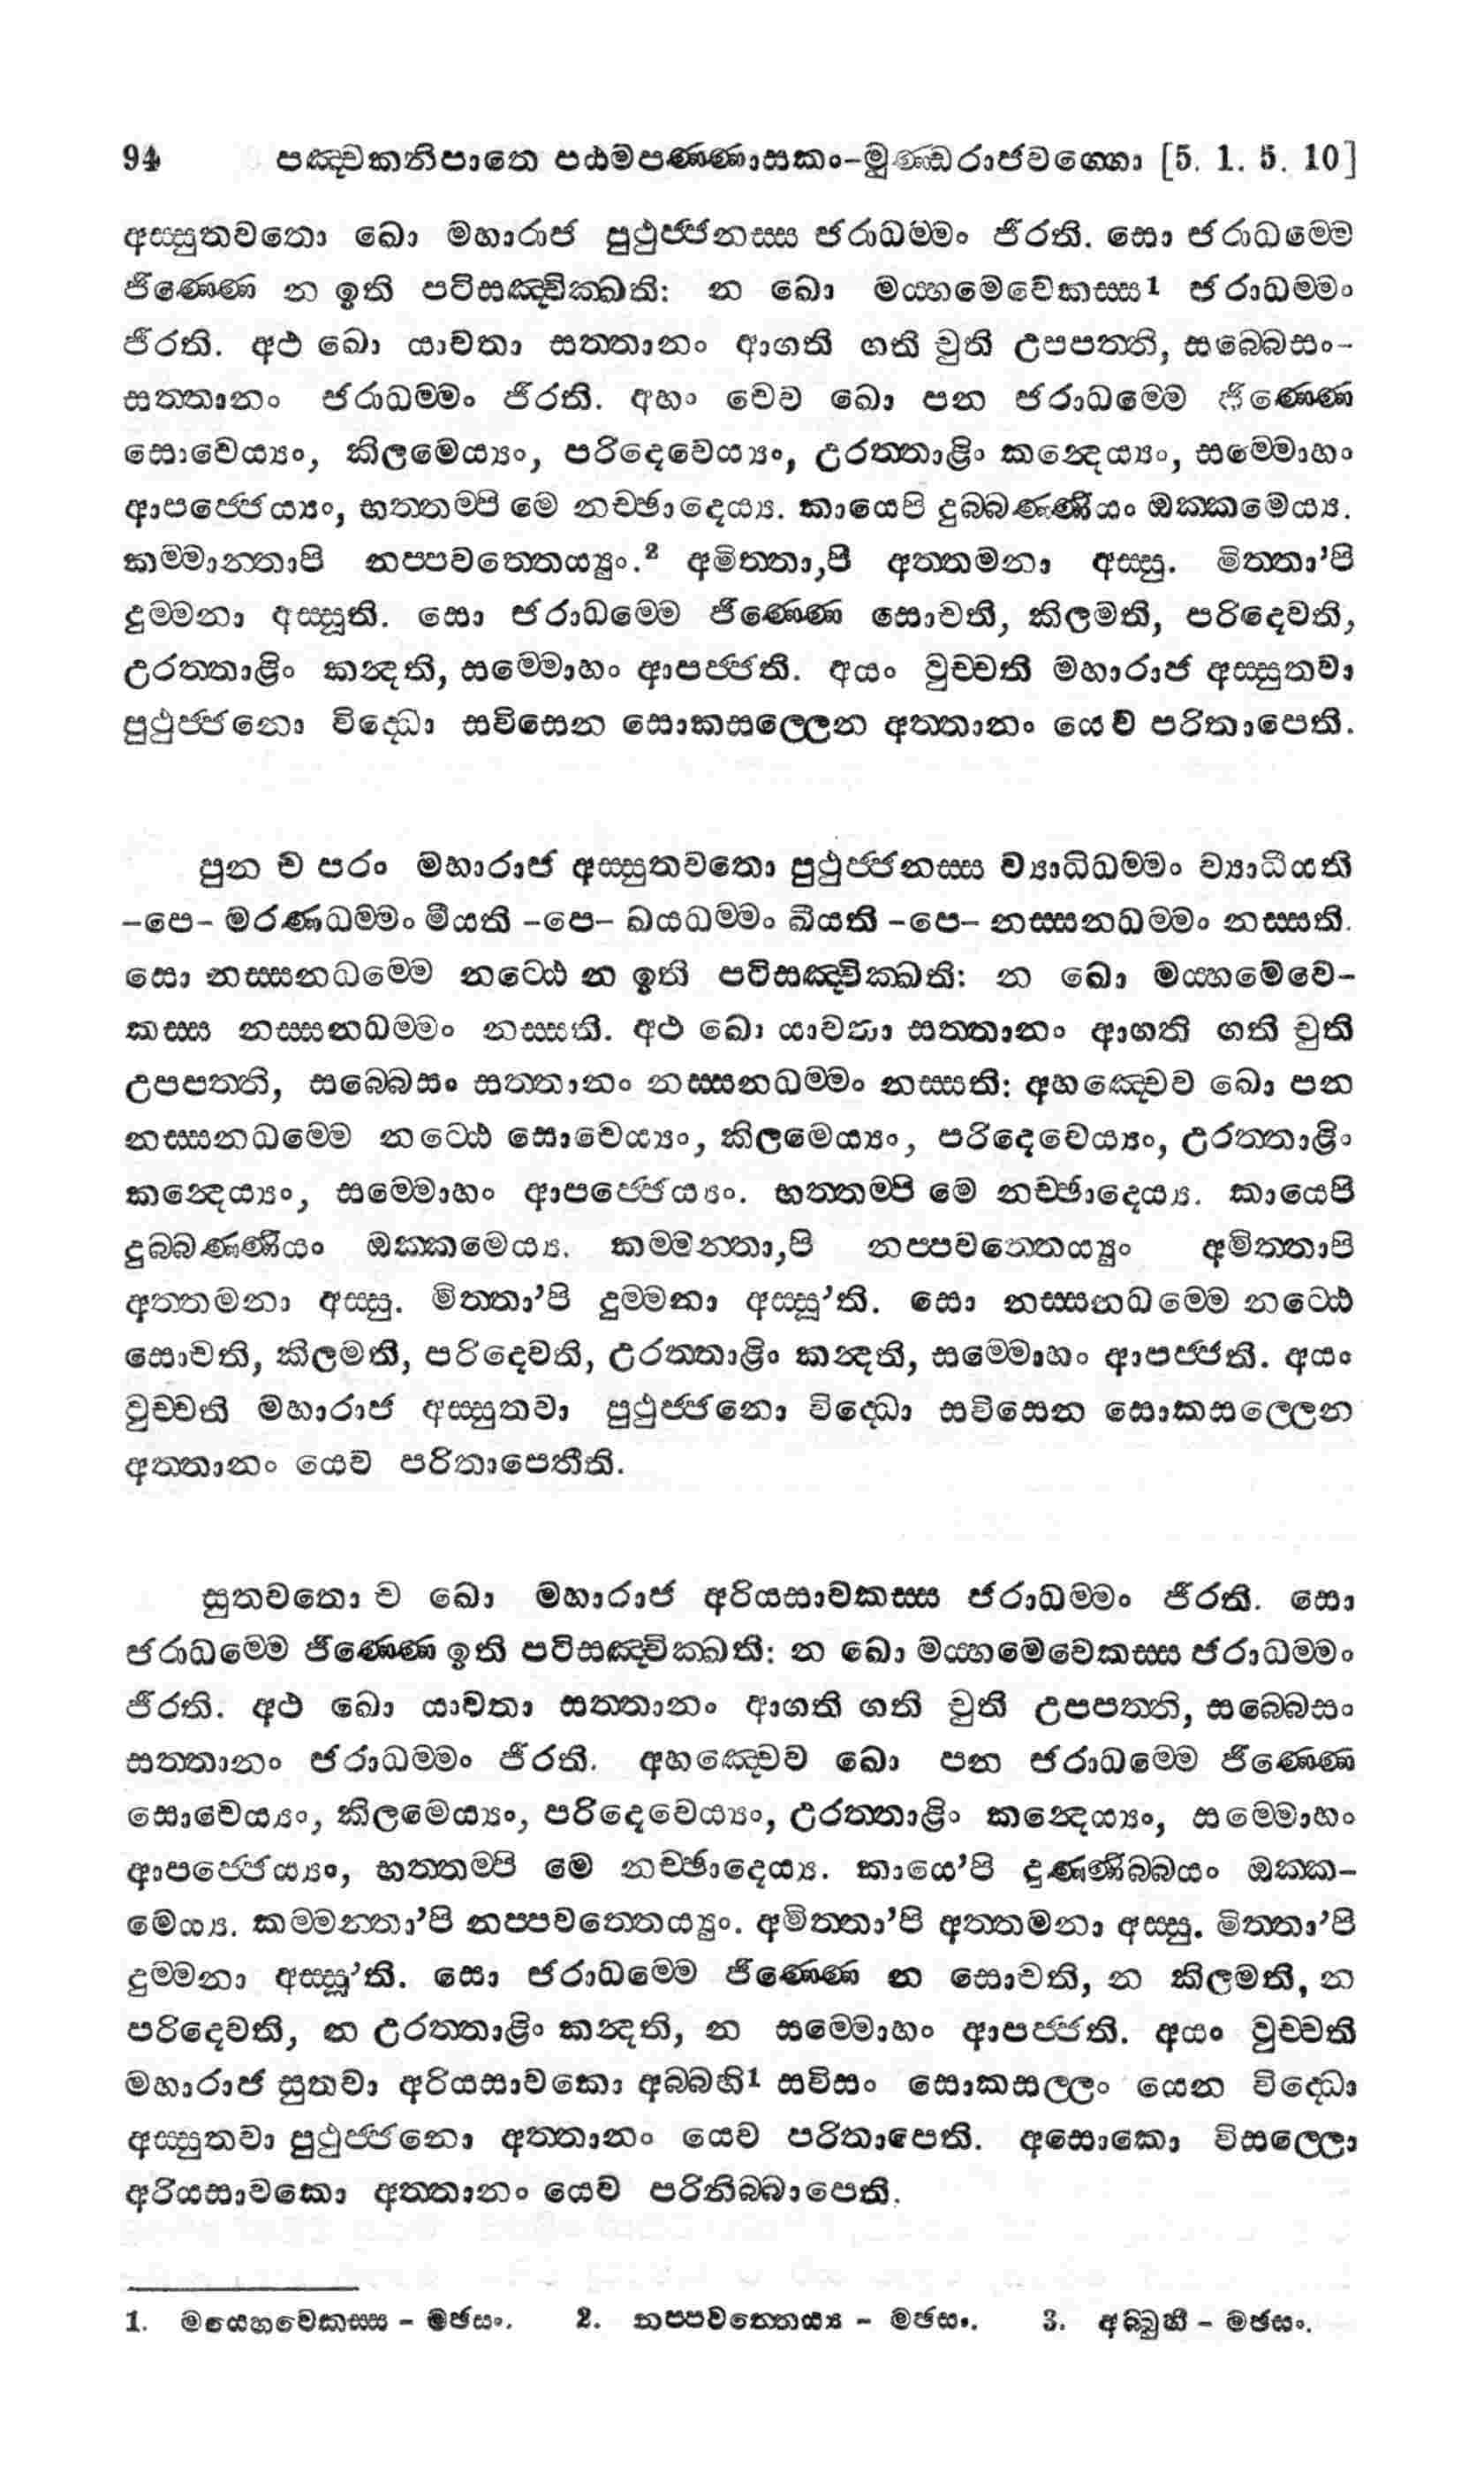 94 පඤ්චකනිපාතෙ පඨමපණ්ණාසකං-මුණ්ඩරාජවග්ගො [5. 1. 5. 10]
අස්සුතවතො ඛො මහාරාජ පුථුජ්ජනස්ස ජරාධම්මං ජීරති. සො ජරාධම්මෙ
ජිණ්ණෙ න ඉති පටිසඤ්චික්ඛති: න ඛො මය්හමෙවේකස්ස1 ජරාධම්මං
ජීරති. අථ ඛො යාවතා සත්තානං ආගති ගති චුති උපපත්ති, සබ්බෙසං-
සත්තානං ජරාධම්මං ජීරති. අහං චෙව ඛො පන ජරාධම්මෙ ජිණ්ණෙ
සොචෙය්‍යං, කිලමෙය්‍යං, පරිදෙවෙය්‍යං, උරත්තාළිං කන්දෙය්‍යං, සම්මොහං
ආපජ්ජෙය්‍යං, භත්තම්පි මෙ නච්ඡාදෙය්‍ය. කායෙපි දුබ්බණ්ණියං ඔක්කමෙය්‍ය.
කම්මාන්තාපි නප්පවත්තෙය්‍යුං.2 අමිත්තා,පි අත්තමනා අස්සු. මිත්තා’පි
දුම්මනා අස්සූති. සො ජරාධම්මෙ ජිණ්ණෙ සොචති, කිලමති, පරිදෙවති,
උරත්තාළිං කන්දති, සම්මොහං ආපජ්ජති. අයං වුච්චති මහාරාජ අස්සුතවා
පුථුජ්ජනො විද්ධො සවිසෙන සොකසල්ලෙන අත්තානං යෙව පරිතාපෙති.
පුන ච පරං මහාරාජ අස්සුතවතො පුථුජ්ජනස්ස ව්‍යාධිධම්මං ව්‍යාධීයති
-පෙ- මරණධම්මං මීයති -පෙ- ඛයධම්මං ඛීයති -පෙ- නස්සනධම්මං නස්සති.
සො නස්සනධම්මෙ නට්ඨෙ න ඉති පටිසඤ්චික්ඛති: න ඛො මය්හමෙවෙ-
කස්ස නස්සනධම්මං නස්සති. අථ ඛො යාවතා සත්තානං ආගති ගති චුති
උපපත්ති, සබ්බෙසං සත්තානං නස්සනධම්මං නස්සති: අහඤ්චෙව ඛො පන
නස්සනධම්මෙ නට්ඨෙ සොචෙය්‍යං, කිලමෙය්‍යං, පරිදෙවෙය්‍යං, උරත්තාළිං
කන්දෙය්‍යං, සම්මොහං ආපජ්ජෙය්‍යං. භත්තම්පි මෙ නච්ඡාදෙය්‍ය. කායෙපි
දුබ්බණ්ණියං ඔක්කමෙය්‍ය. කම්මන්තා,පි නප්පවත්තෙය්‍යුං අමිත්තාපි
අත්තමනා අස්සු. මිත්තා’පි දුම්මනා අස්සූ’ති. සො නස්සනධම්මෙ නට්ඨෙ
සොචති, කිලමති, පරිදෙවති, උරත්තාළිං කන්දති, සම්මොහං ආපජ්ජති. අයං
වුච්චති මහාරාජ අස්සුතවා පුථුජ්ජනො විද්ධො සවිසෙන සොකසල්ලෙන
අත්තානං යෙව පරිතාපෙතීති.
සුතවතො ච ඛො මහාරාජ අරියසාවකස්ස ජරාධම්මං ජීරති. සො
ජරාධම්මෙ ජිණ්ණෙ ඉති පටිසඤ්චික්ඛති: න ඛො මය්හමෙවෙකස්ස ජරාධම්මං
ජීරති. අථ ඛො යාවතා සත්තානං ආගති ගති චුති උපපත්ති, සබ්බෙසං
සත්තානං ජරාධම්මං ජීරති. අහඤ්චෙව ඛො පන ජරාධම්මෙ ජිණ්ණෙ
සොචෙය්‍යං, කිලමෙය්‍යං, පරිදෙවෙය්‍යං, උරත්තාළිං කන්දෙය්‍යං, සම්මොහං
ආපජ්ජෙය්‍යං, භත්තම්පි මෙ නච්ඡාදෙය්‍ය. කායෙ’පි දුණ්ණිබ්බයං ඔක්ක-
මෙය්‍ය. කම්මන්තා’පි නප්පවත්තෙය්‍යුං. අමිත්තා’පි අත්තමනා අස්සු. මිත්තා’පි
දුම්මනා අස්සූ’ති. සො ජරාධම්මෙ ජිණ්ණෙ න සොචති, න කිලමති, න
පරිදෙවති, න උරත්තාළිං කන්දති, න සම්මොහං ආපජ්ජති. අයං වුච්චති
මහාරාජ සුතවා අරියසාවකො අබ්බහි1 සවිසං සොකසල්ලං යෙන විද්ධො
අස්සුතවා පුථුජ්ජනො අත්තානං යෙව පරිතාපෙති. අසොකො විසල්ලො
අරියසාවකො අත්තානං යෙව පරිනිබ්බාපෙති.
1. මය්හෙවෙකස්ස - මඡසං. 2. නප්පවත්තෙය්‍ය - මඡසං. 3. අබ්බුහි - මඡසං.